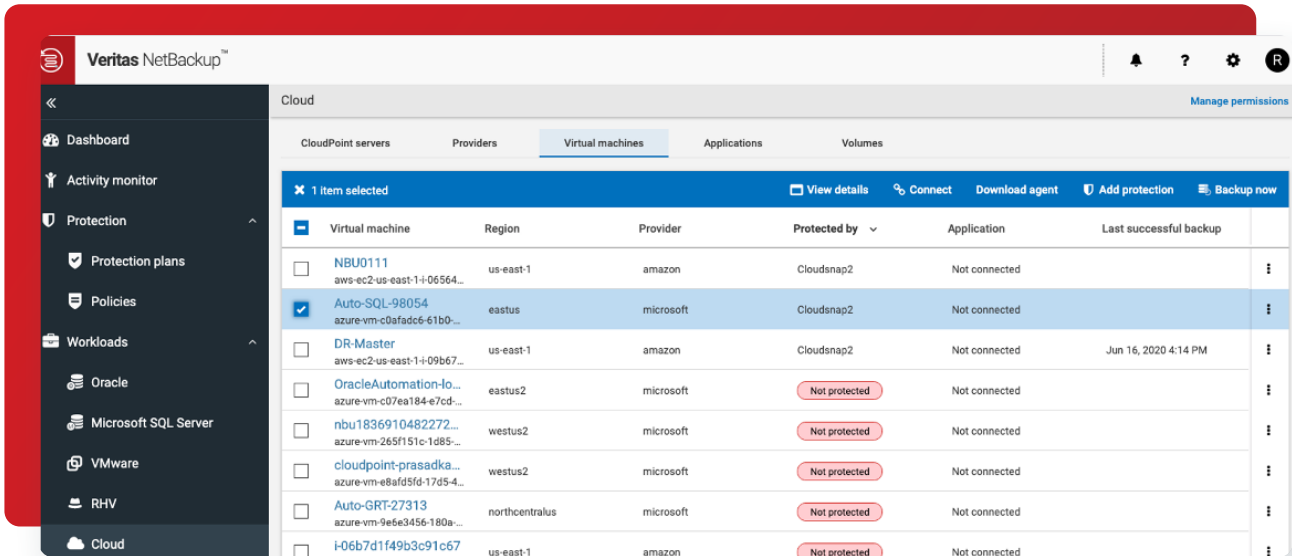 Veritas NetBackup™
R
Cloud
Manage permissions
Dashboard
Activity monitor
Protection
Protection plans
Policies
Workloads
Oracle
Microsoft SQL Server
VMware
RHV
Cloud
CloudPoint servers Providers Virtual machines Applications Volumes
1 item selected View details Connect Download agent Add protection Backup now
Virtual machine Region Provider Protected by Application Last successful backup
NBU0111
aws-ec2-us-east-1-i-06564... us-east-1 amazon Cloudsnap2 Not connected
Auto-SQL-98054
azure-vm-c0afadc6-61b0-... eastus microsoft Cloudsnap2 Not connected
DR-Master
aws-ec2-us-east-1-i-09b67... us-east-1 amazon Cloudsnap2 Not connected Jun 16, 2020 4:14 PM
OracleAutomation-lo...
azure-vm-c07ea184-e7cd-... eastus2 microsoft Not protected Not connected
nbu1836910482272...
azure-vm-265f151c-1d85-... westus2 microsoft Not protected Not connected
cloudpoint-prasadka...
azure-vm-e8afd5fd-17d5-4... westus2 microsoft Not protected Not connected
Auto-GRT-27313
azure-vm-9e6e3456-180a-... northcentralus microsoft Not protected Not connected
i-06b7d1f49b3c91c67
us-east-1 amazon Not protected Not connected